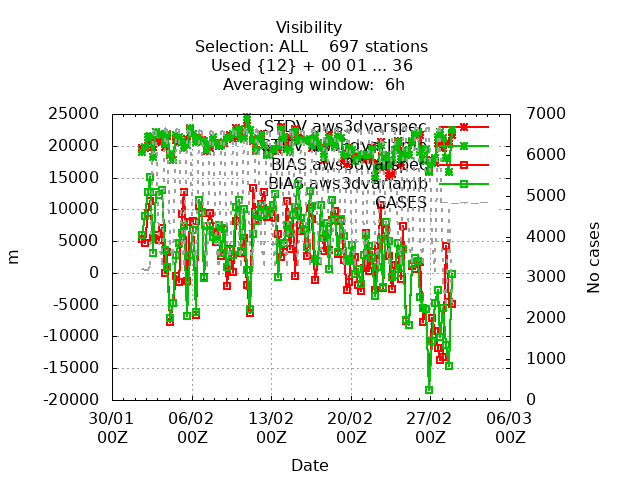 Visibility
Selection: ALL    697 stations
Used {12} + 00 01 ... 36
Averaging window:  6h
25000
20000
15000
10000
5000
0
-5000
-10000
-15000
-20000
m
7000
6000
5000
4000
3000
2000
1000
0
No cases
STDV aws3dvarspec
BIAS aws3dvarspec
BIAS aws3dvariamb
CASES
30/01 06/02 13/02 20/02 27/02 06/03
00Z 00Z 00Z 00Z 00Z 00Z
Date